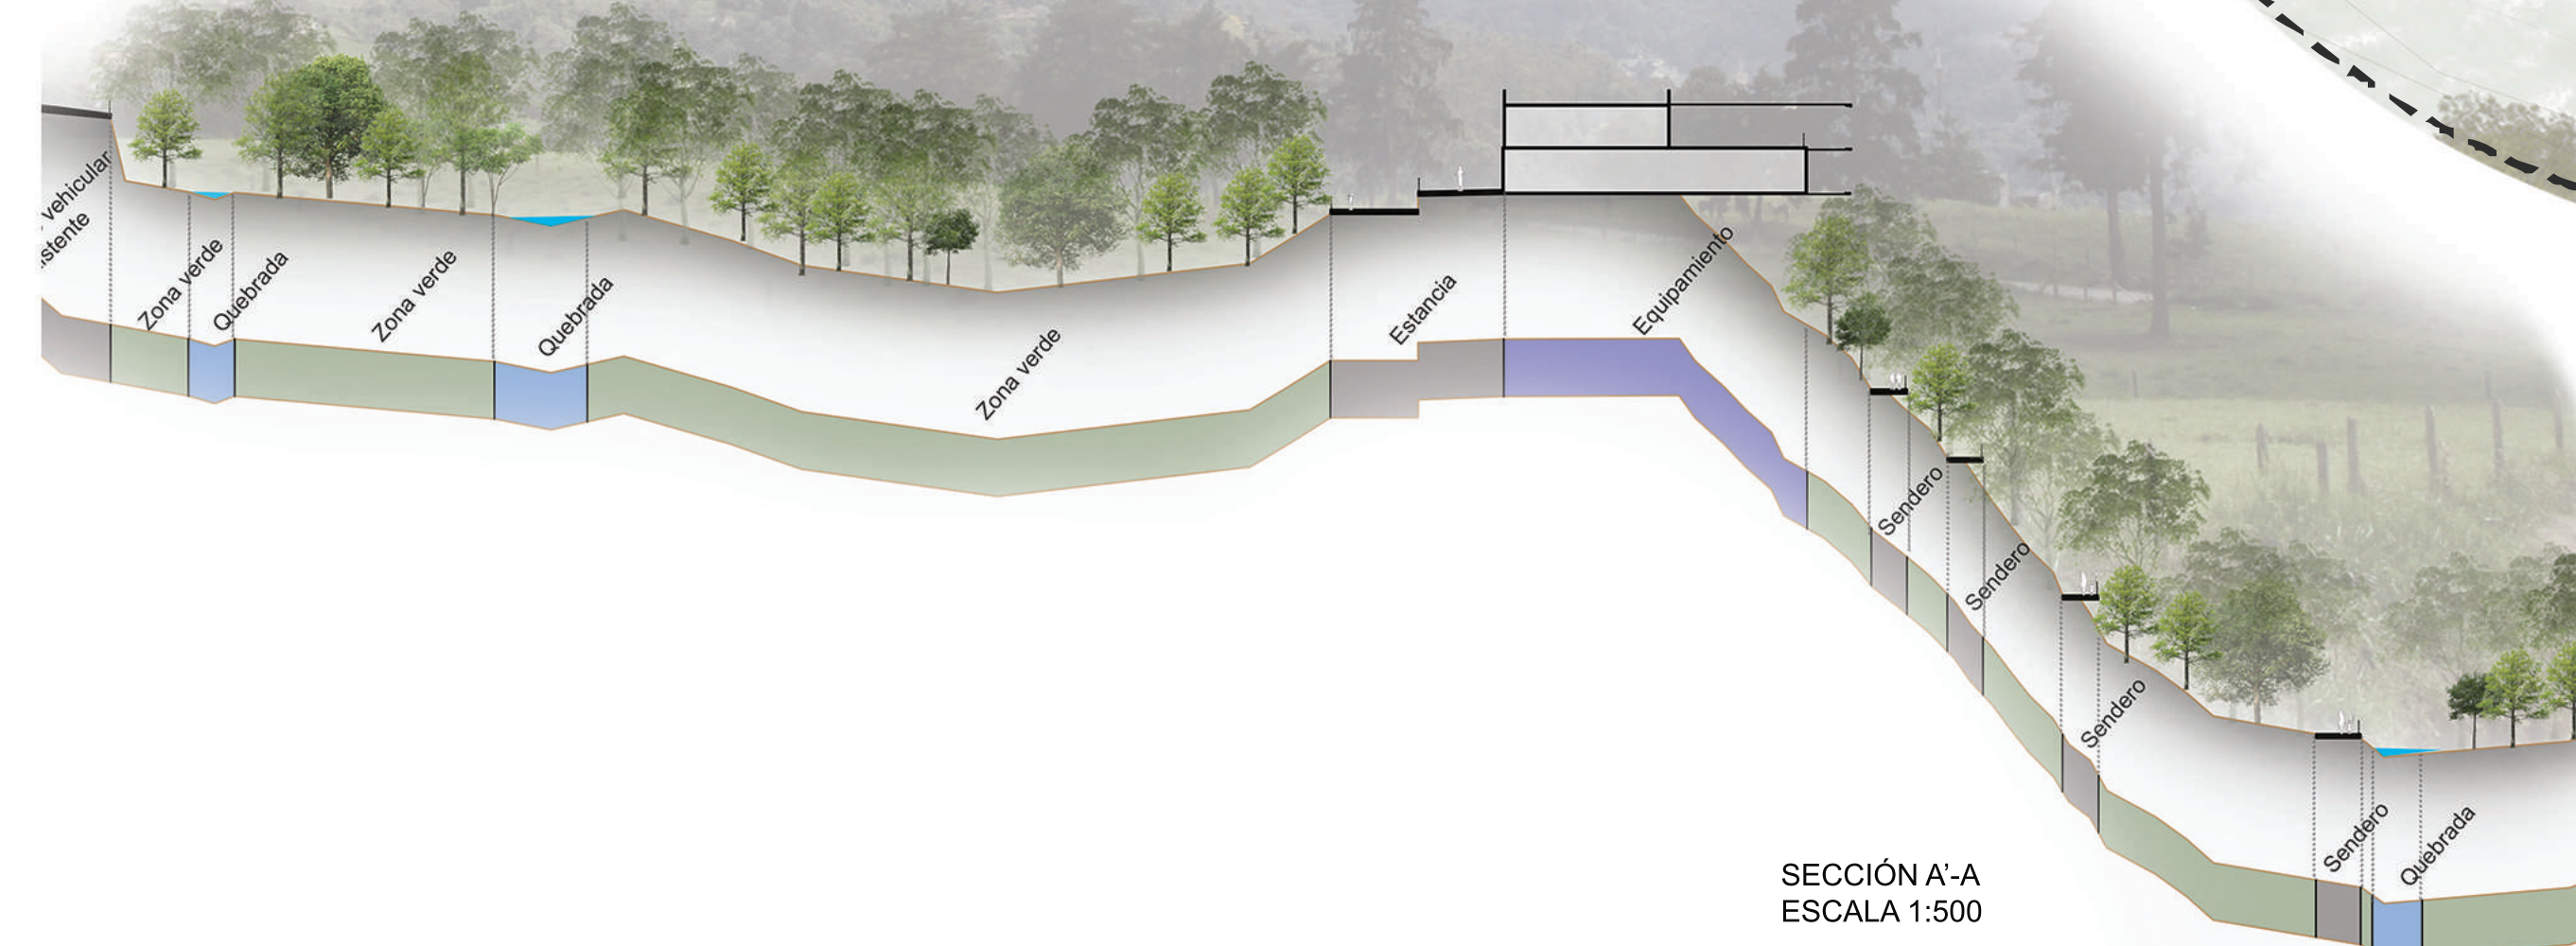 vehicular
Zona verde
Quebrada
Zona verde
Quebrada
Zona verde
Estancia
Equipamiento
Sendero
Sendero
Sendero
Sendero
Quebrada
SECCIÓN A’-A
ESCALA 1:500